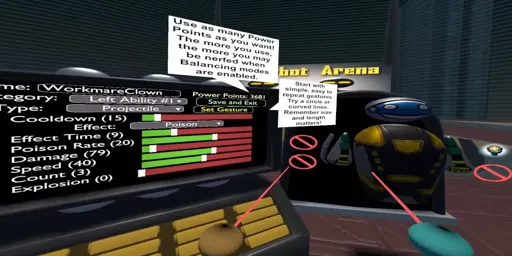 Use as many Power
Points as you want!
The more you use,
the more you may
be nerfed when
Balancing modes
are enabled.
bot Arena
Start with
simple, easy to
repeat gestures.
Try a circle or
curved lines.
Remember size
and length
matters!
me: WorkmareClown
egory: Left Ability #1
Power Points: 3681
Type: Projectile
Save and Exit
Set Gesture
Cooldown (15)
Effect: Poison
Effect Time (9)
Poison Rate (20)
Damage (79)
Speed (40)
Count (3)
Explosion (0)